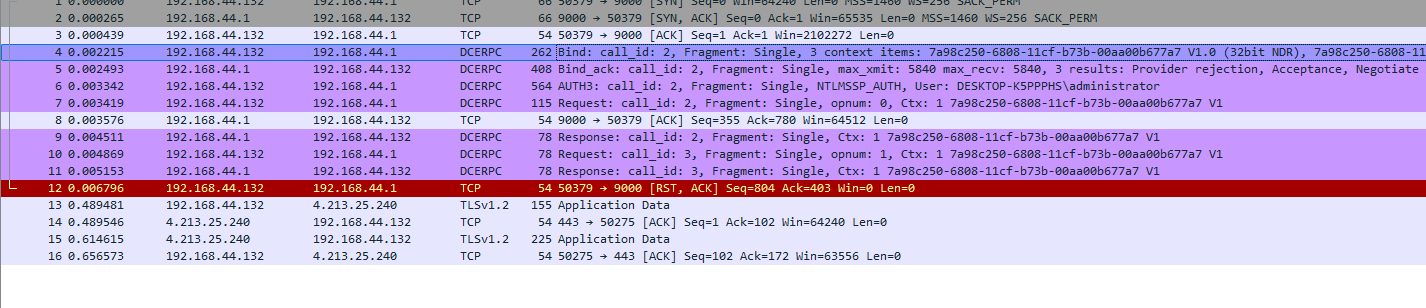 1 0.000000 192.168.44.132 192.168.44.1 TCP 66 50379 → 9000 [SYN] Seq=0 Win=64240 Len=0 MSS=1460 WS=256 SACK_PERM
2 0.000265 192.168.44.1 192.168.44.132 TCP 66 9000 → 50379 [SYN, ACK] Seq=0 Ack=1 Win=65535 Len=0 MSS=1460 WS=256 SACK_PERM
3 0.000439 192.168.44.132 192.168.44.1 TCP 54 50379 → 9000 [ACK] Seq=1 Ack=1 Win=2102272 Len=0
4 0.002215 192.168.44.132 192.168.44.1 DCERPC 262 Bind: call_id: 2, Fragment: Single, 3 context items: 7a98c250-6808-11cf-b73b-00aa00b677a7 V1.0 (32bit NDR), 7a98c250-6808-11
5 0.002493 192.168.44.1 192.168.44.132 DCERPC 408 Bind_ack: call_id: 2, Fragment: Single, max_xmit: 5840 max_recv: 5840, 3 results: Provider rejection, Acceptance, Negotiate
6 0.003342 192.168.44.132 192.168.44.1 DCERPC 564 AUTH3: call_id: 2, Fragment: Single, NTLMSSP_AUTH, User: DESKTOP-K5PPPHS\administrator
7 0.003419 192.168.44.132 192.168.44.1 DCERPC 115 Request: call_id: 2, Fragment: Single, opnum: 0, Ctx: 1 7a98c250-6808-11cf-b73b-00aa00b677a7 V1
8 0.003576 192.168.44.1 192.168.44.132 TCP 54 9000 → 50379 [ACK] Seq=355 Ack=780 Win=64512 Len=0
9 0.004511 192.168.44.1 192.168.44.132 DCERPC 78 Response: call_id: 2, Fragment: Single, Ctx: 1 7a98c250-6808-11cf-b73b-00aa00b677a7 V1
10 0.004869 192.168.44.132 192.168.44.1 DCERPC 78 Request: call_id: 3, Fragment: Single, opnum: 1, Ctx: 1 7a98c250-6808-11cf-b73b-00aa00b677a7 V1
11 0.005153 192.168.44.1 192.168.44.132 DCERPC 78 Response: call_id: 3, Fragment: Single, Ctx: 1 7a98c250-6808-11cf-b73b-00aa00b677a7 V1
12 0.006796 192.168.44.132 192.168.44.1 TCP 54 50379 → 9000 [RST, ACK] Seq=804 Ack=403 Win=0 Len=0
13 0.489481 192.168.44.132 4.213.25.240 TLSv1.2 155 Application Data
14 0.489546 4.213.25.240 192.168.44.132 TCP 54 443 → 50275 [ACK] Seq=1 Ack=102 Win=64240 Len=0
15 0.614615 4.213.25.240 192.168.44.132 TLSv1.2 225 Application Data
16 0.656573 192.168.44.132 4.213.25.240 TCP 54 50275 → 443 [ACK] Seq=102 Ack=172 Win=63556 Len=0